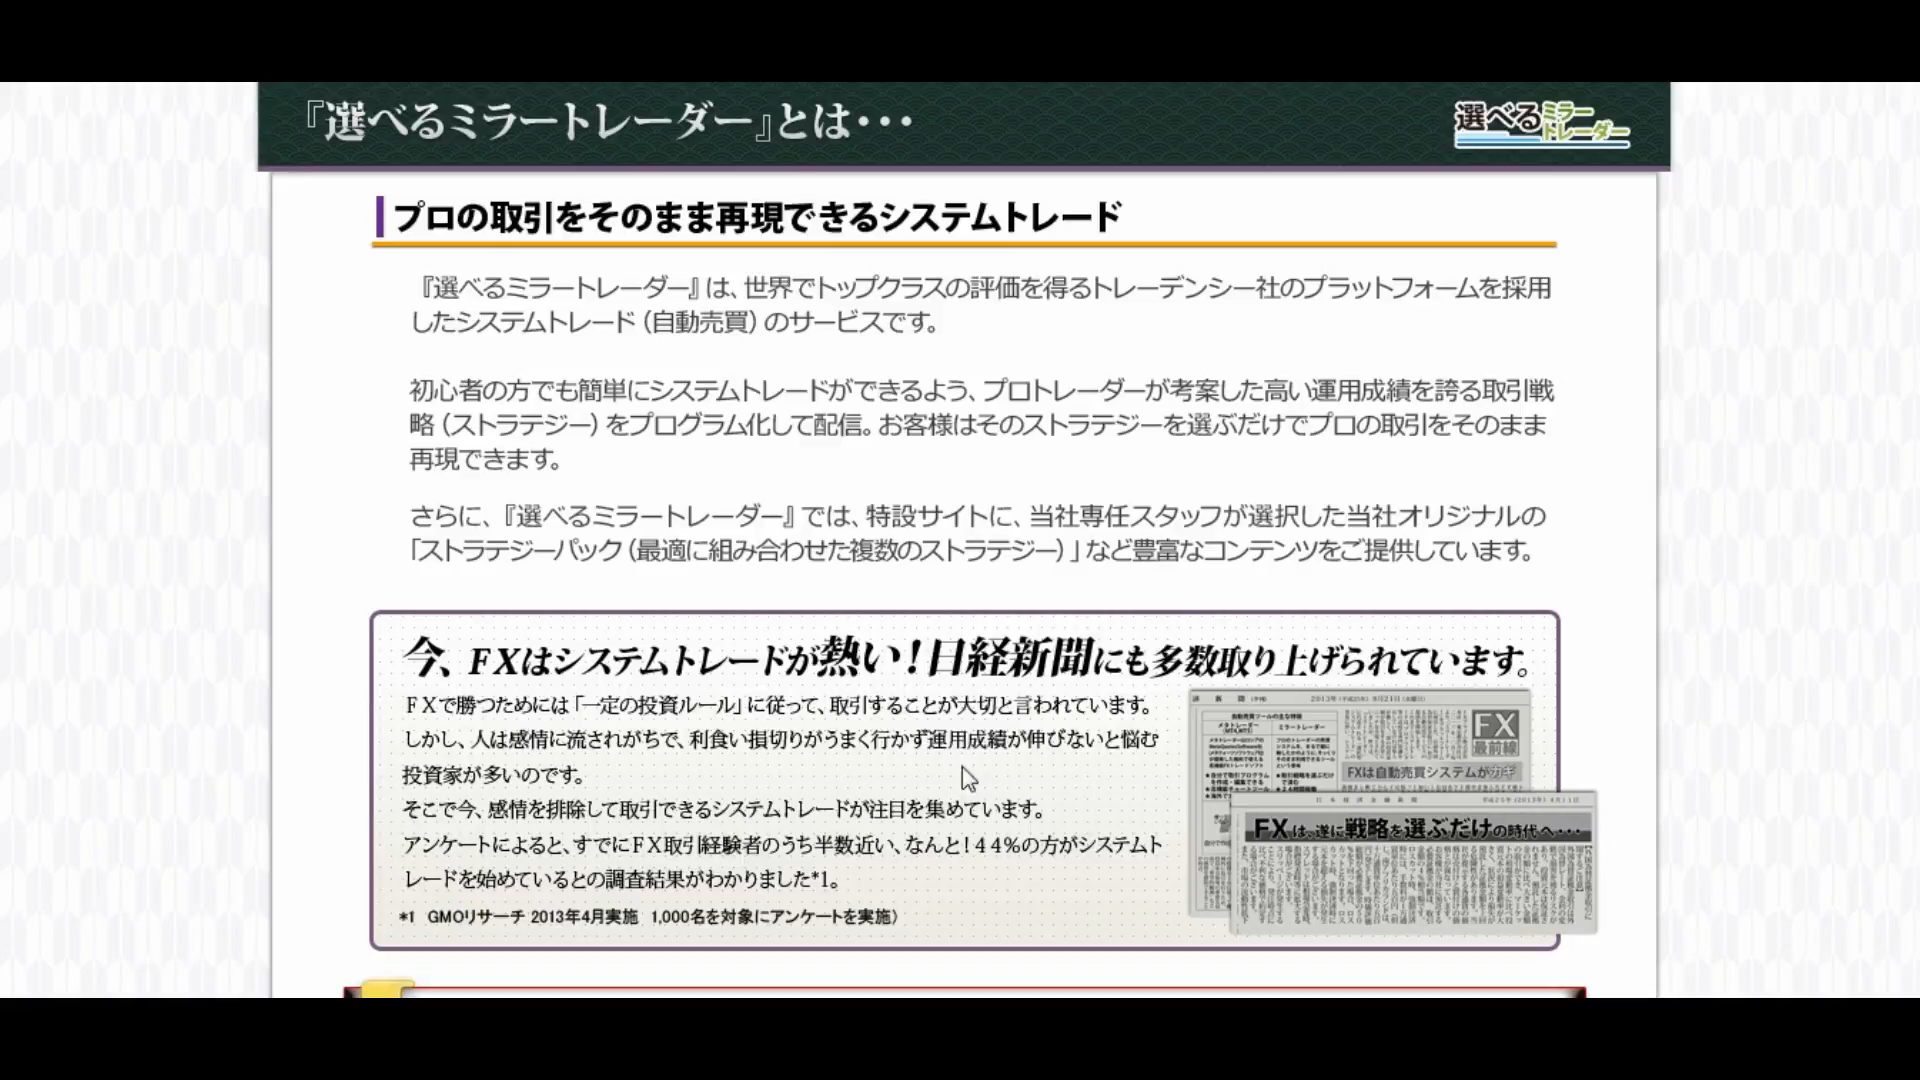 『選べるミラートレーダー』とは・・・
選べるミラートレーダー
プロの取引をそのまま再現できるシステムトレード
『選べるミラートレーダー』は、世界でトップクラスの評価を得るトレーデンシー社のプラットフォームを採用
したシステムトレード（自動売買）のサービスです。
初心者の方でも簡単にシステムトレードができるよう、プロトレーダーが考案した高い運用成績を誇る取引戦
略（ストラテジー）をプログラム化して配信。お客様はそのストラテジーを選ぶだけでプロの取引をそのまま
再現できます。
さらに、『選べるミラートレーダー』では、特設サイトに、当社専任スタッフが選択した当社オリジナルの
「ストラテジーパック（最適に組み合わせた複数のストラテジー）」など豊富なコンテンツをご提供しています。
今、FXはシステムトレードが熱い！日経新聞にも多数取り上げられています。
ＦＸで勝つためには「一定の投資ルール」に従って、取引することが大切と言われています。
しかし、人は感情に流されがちで、利食い損切りがうまく行かず運用成績が伸びないと悩む
投資家が多いのです。
そこで今、感情を排除して取引できるシステムトレードが注目を集めています。
アンケートによると、すでにＦＸ取引経験者のうち半数近い、なんと！４４％の方がシステムト
レードを始めているとの調査結果がわかりました*1。
*1 GMOリサーチ 2013年4月実施 1,000名を対象にアンケートを実施）
自動売買ツールの主な特徴
ミラートレーダー
FX
最前線
FXは自動売買システムがカギ
FXは、遂に戦略を選ぶだけの時代へ・・・